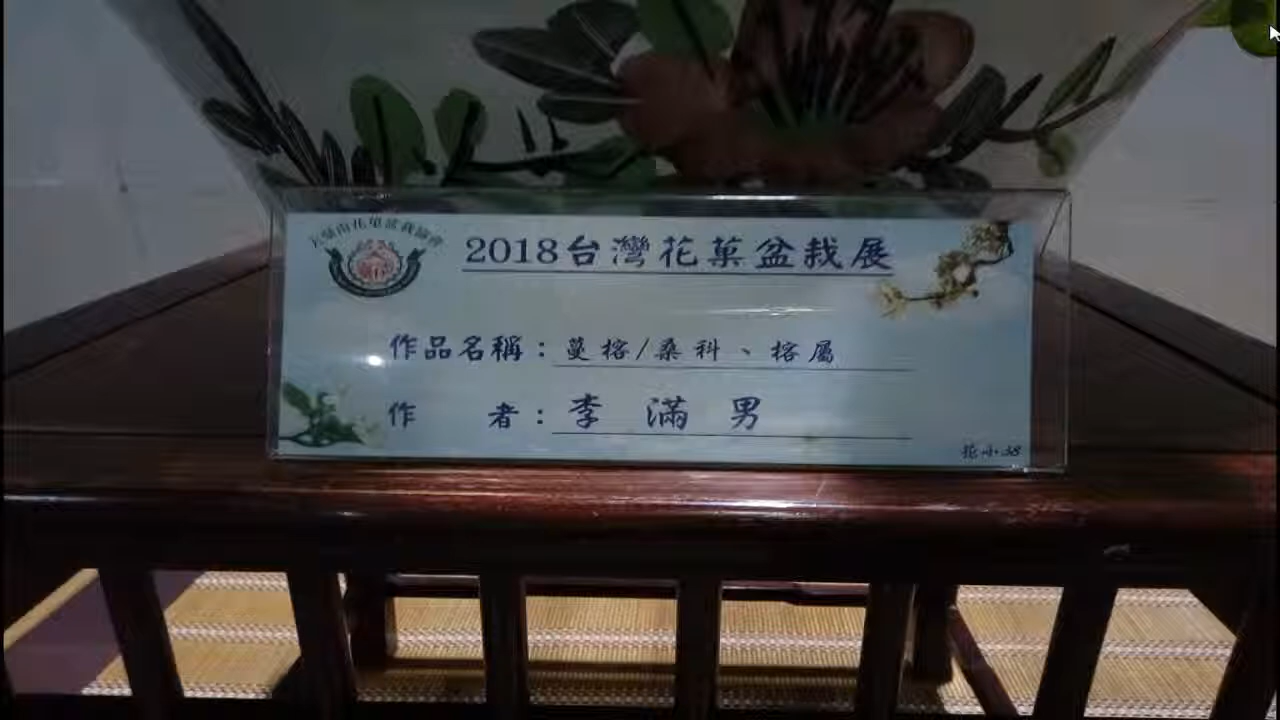 2018台灣花菓盆栽展
作品名稱：蔓榕/桑科、榕屬
作　　者：李滿男